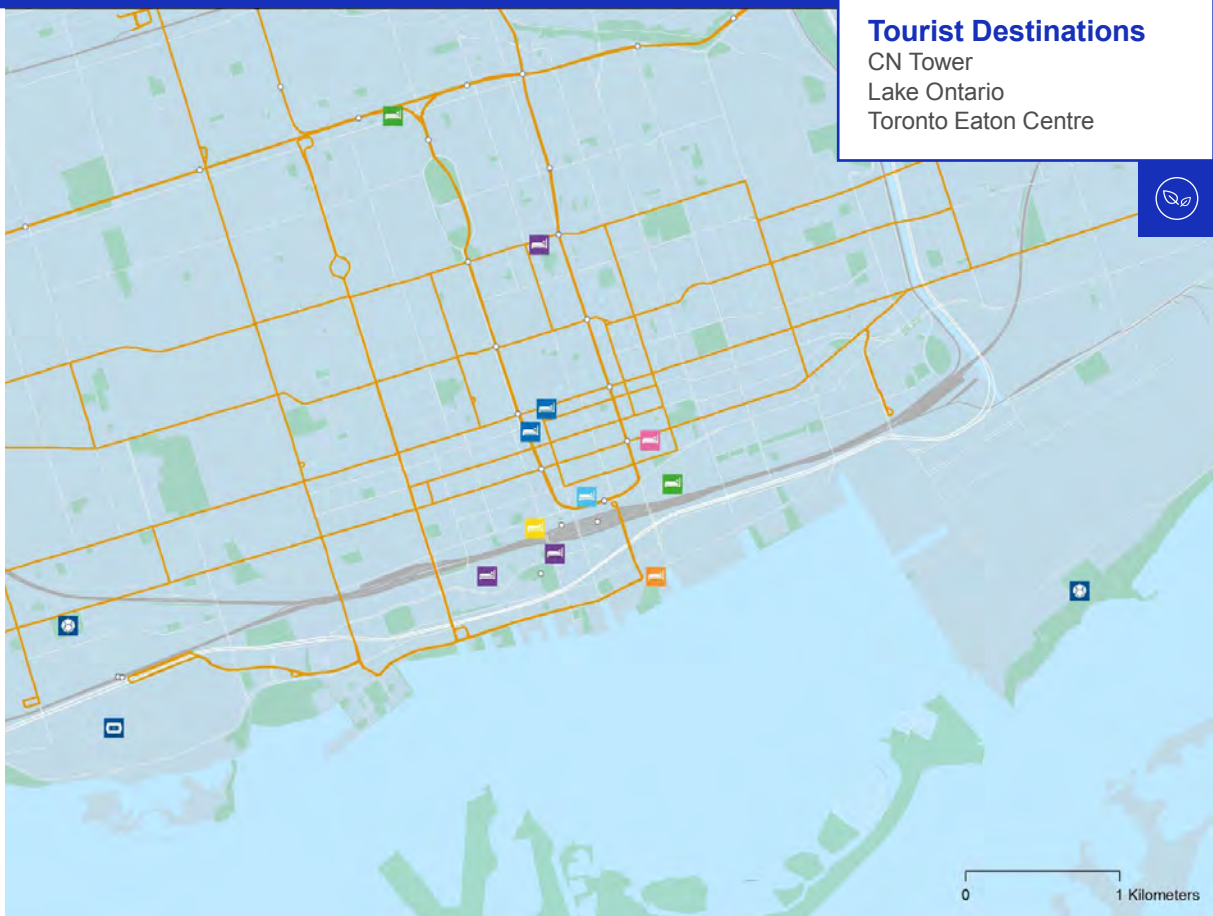 Tourist Destinations
CN Tower
Lake Ontario
Toronto Eaton Centre
0
1 Kilometers